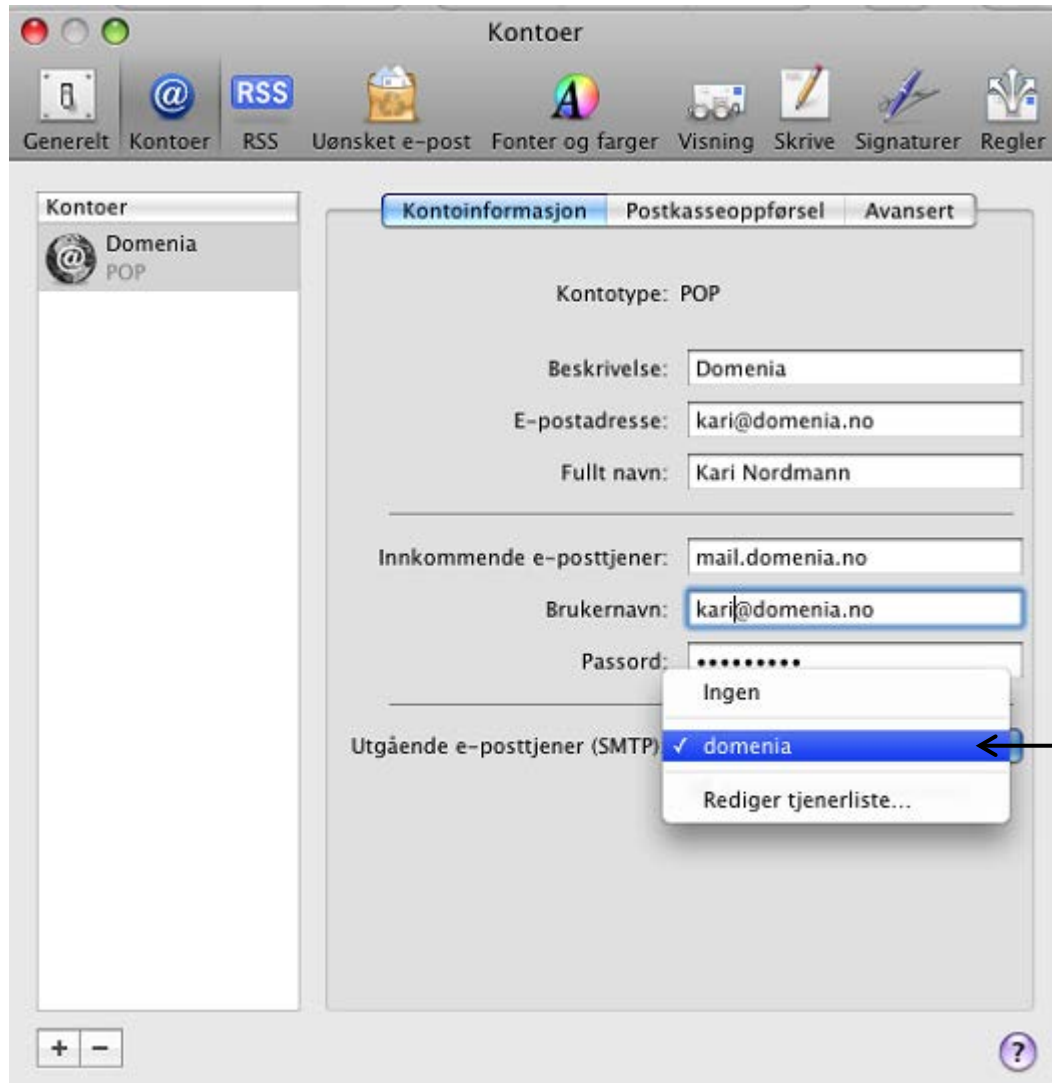 Kontoer
RSS
Generelt Kontoer RSS Uønsket e-post Fonter og farger Visning Skrive Signaturer Regler
Kontoer
Domenia
POP
Kontoinformasjon Postkasseoppførsel Avansert
Kontotype: POP
Beskrivelse: Domenia
E-postadresse: kari@domenia.no
Fullt navn: Kari Nordmann
Innkommende e-posttjener: mail.domenia.no
Brukernavn: kari@domenia.no
Passord: •••••••••
Ingen
Utgående e-posttjener (SMTP): ✓ domenia
Rediger tjenerliste...
+ −
?